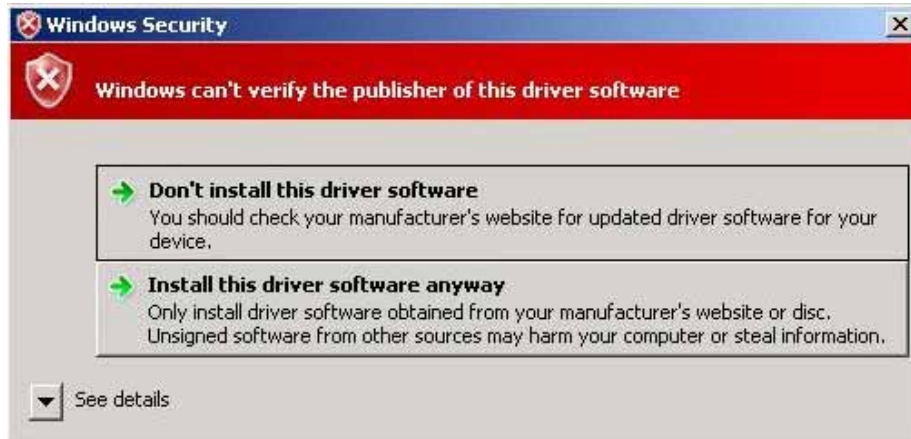 Windows Security
Windows can't verify the publisher of this driver software
Don't install this driver software
You should check your manufacturer's website for updated driver software for your
device.
Install this driver software anyway
Only install driver software obtained from your manufacturer's website or disc.
Unsigned software from other sources may harm your computer or steal information.
See details